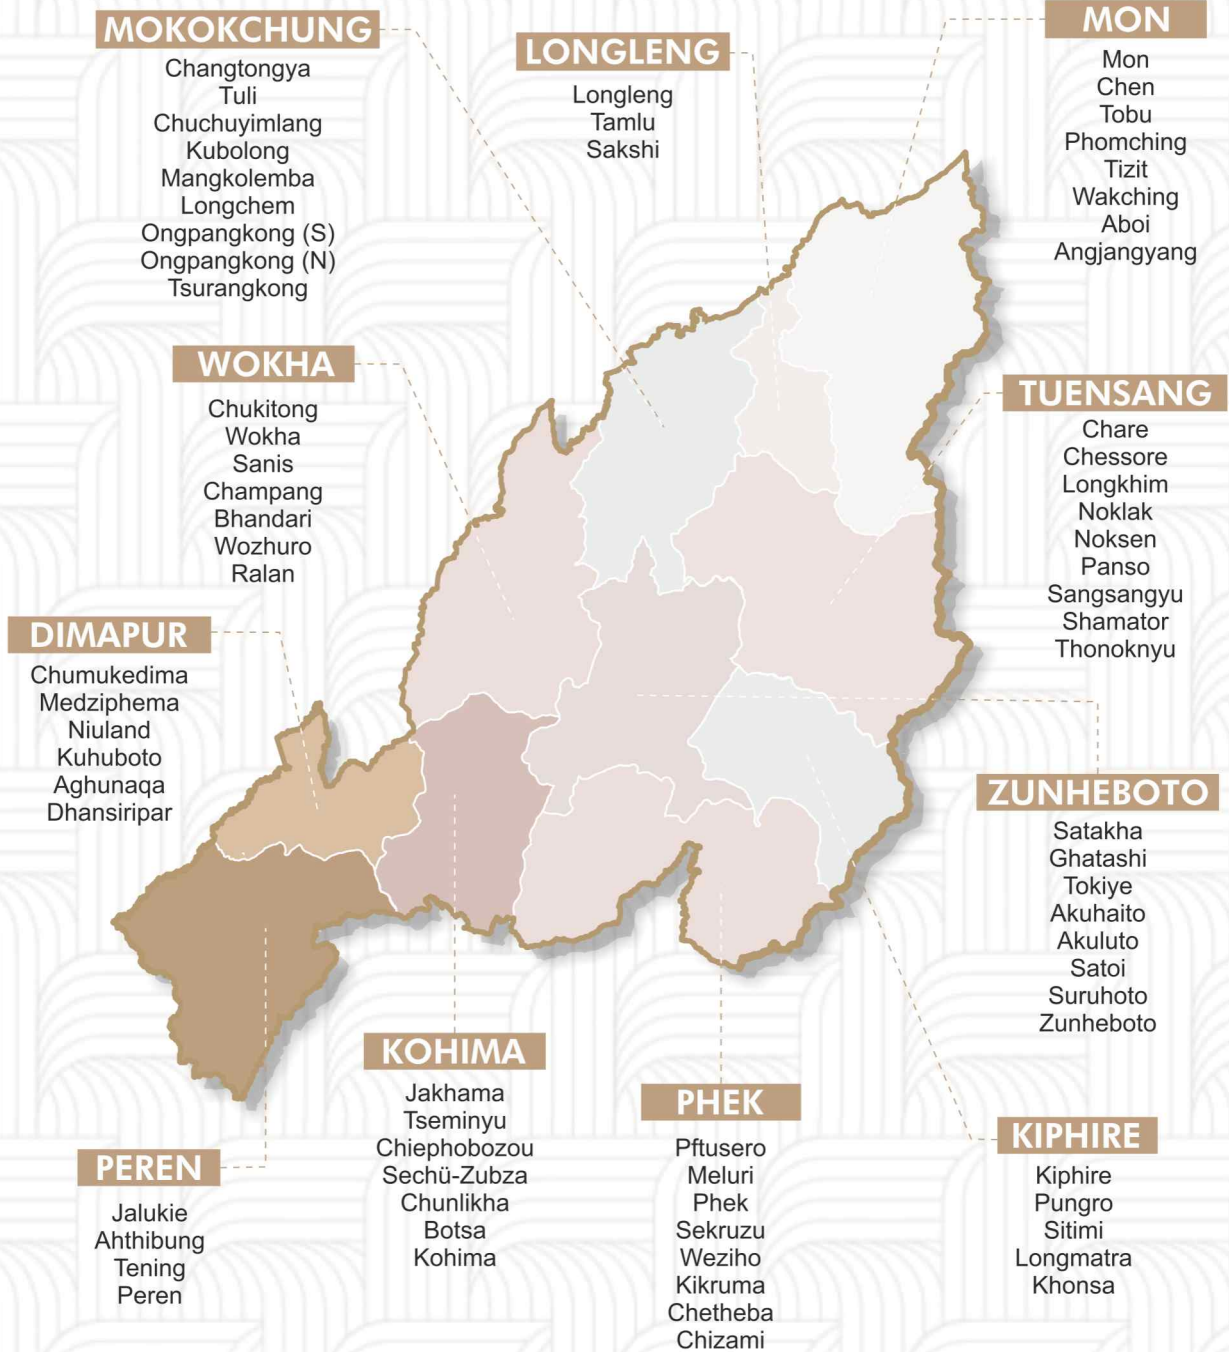 MOKOKCHUNG
Changtongya
Tuli
Chuchuyimlang
Kubolong
Mangkolemba
Longchem
Ongpangkong (S)
Ongpangkong (N)
Tsurangkong
LONGLENG
Longleng
Tamlu
Sakshi
MON
Mon
Chen
Tobu
Phomching
Tizit
Wakching
Aboi
Angjangyang
WOKHA
Chukitong
Wokha
Sanis
Champang
Bhandari
Wozhuro
Ralan
TUENSANG
Chare
Chessore
Longkhim
Noklak
Noksen
Panso
Sangsangyu
Shamator
Thonoknyu
DIMAPUR
Chumukedima
Medziphema
Niuland
Kuhuboto
Aghunaqa
Dhansiripar
ZUNHEBOTO
Satakha
Ghatashi
Tokiye
Akuhaito
Akuluto
Satoi
Suruhoto
Zunheboto
PEREN
Jalukie
Ahthibung
Tening
Peren
KOHIMA
Jakhama
Tseminyu
Chiephobozou
Sechü-Zubza
Chunlikha
Botsa
Kohima
PHEK
Pftusero
Meluri
Phek
Sekruzu
Weziho
Kikruma
Chetheba
Chizami
KIPHIRE
Kiphire
Pungro
Sitimi
Longmatra
Khonsa